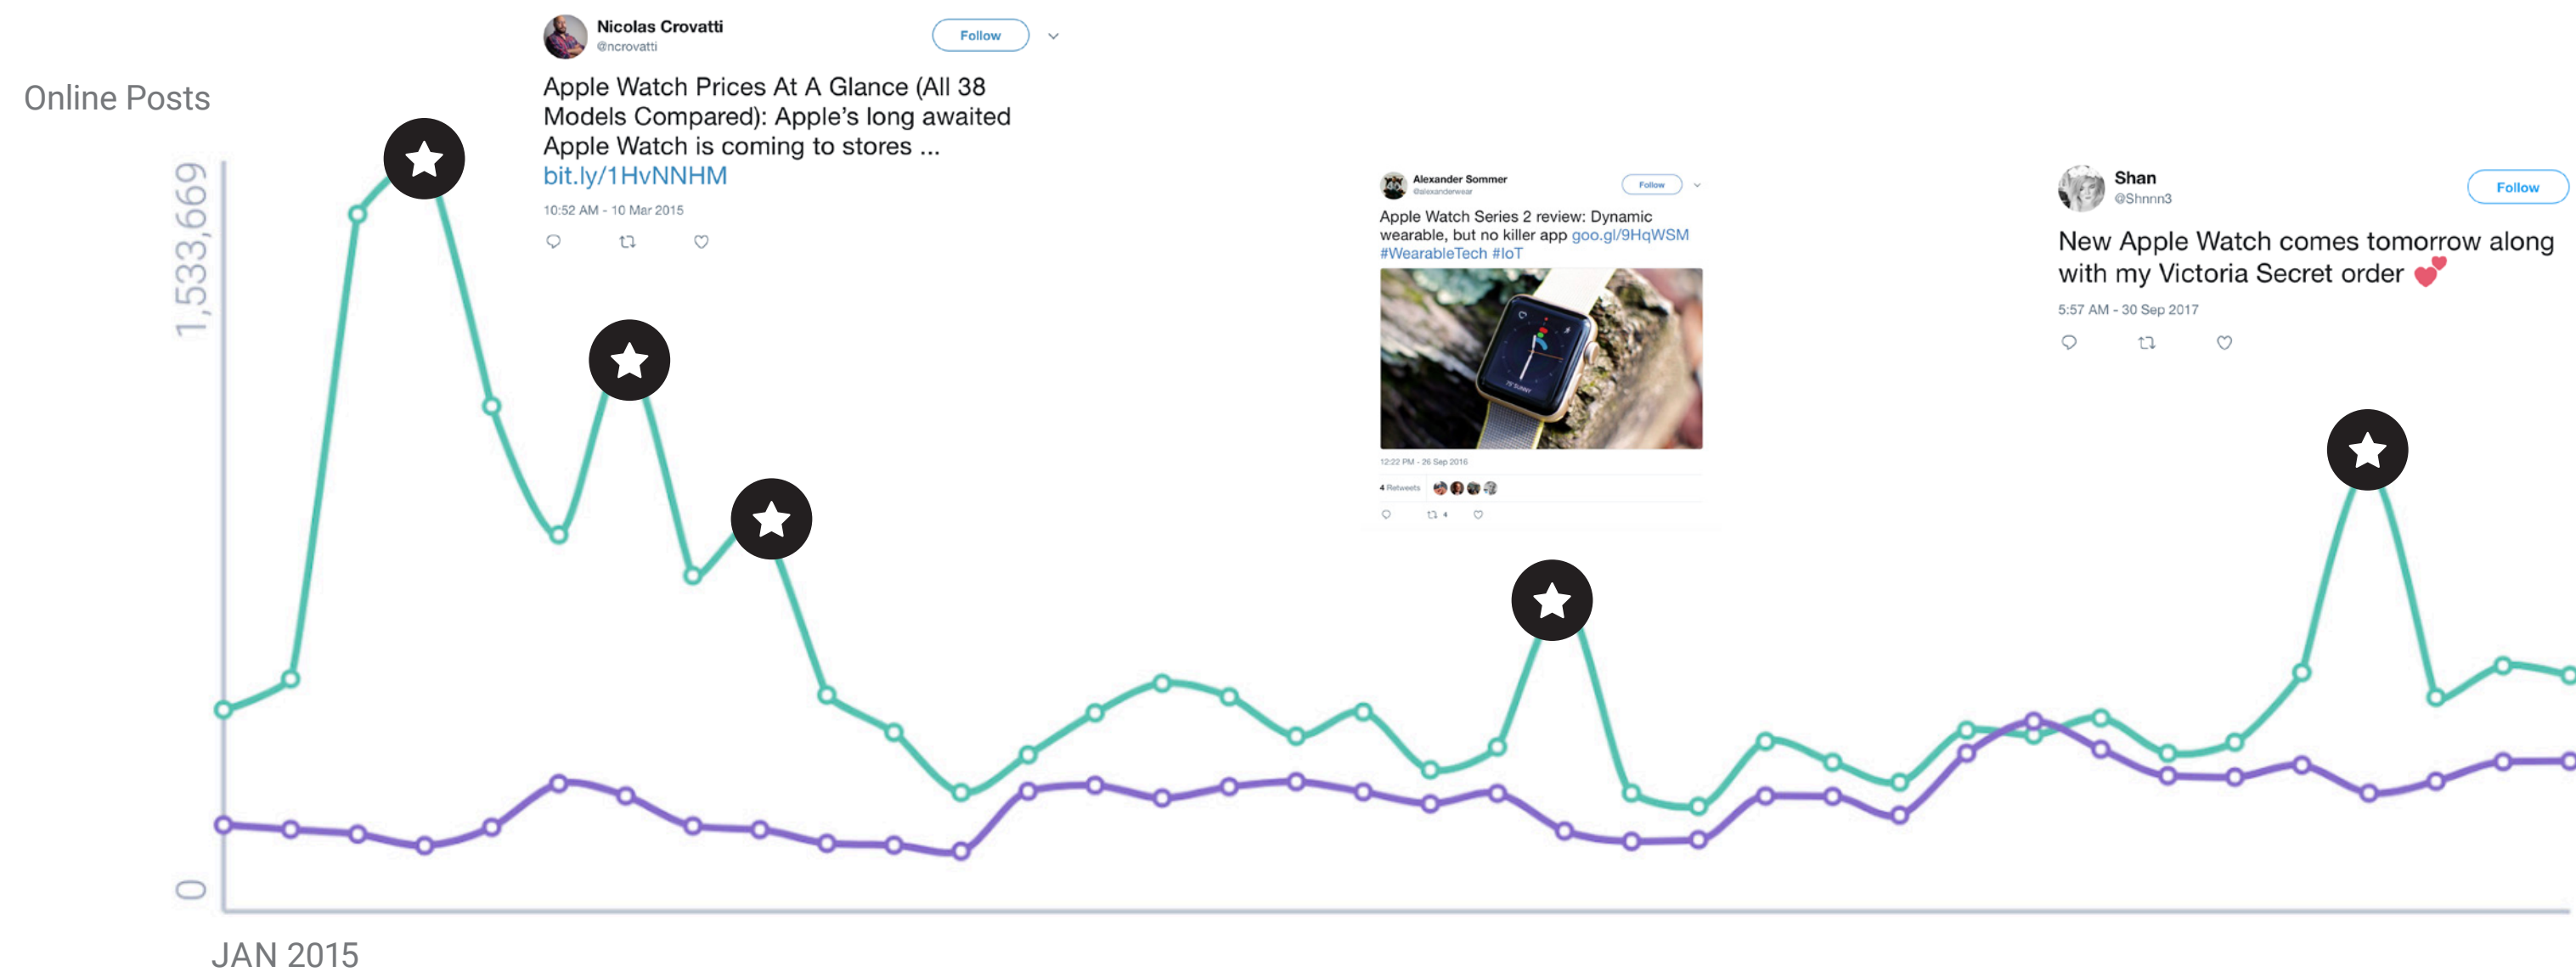 Online Posts
1,533,669
0
JAN 2015
Nicolas Crovatti
@ncrovatti
Follow
Apple Watch Prices At A Glance (All 38
Models Compared): Apple’s long awaited
Apple Watch is coming to stores ...
bit.ly/1HvNNHM
10:52 AM - 10 Mar 2015
Alexander Sommer
@alexanderwear
Follow
Apple Watch Series 2 review: Dynamic
wearable, but no killer app goo.gl/9HqWSM
#WearableTech #IoT
12:22 PM - 26 Sep 2016
4 Retweets
4
Shan
@Shnnn3
Follow
New Apple Watch comes tomorrow along
with my Victoria Secret order 💕
5:57 AM - 30 Sep 2017